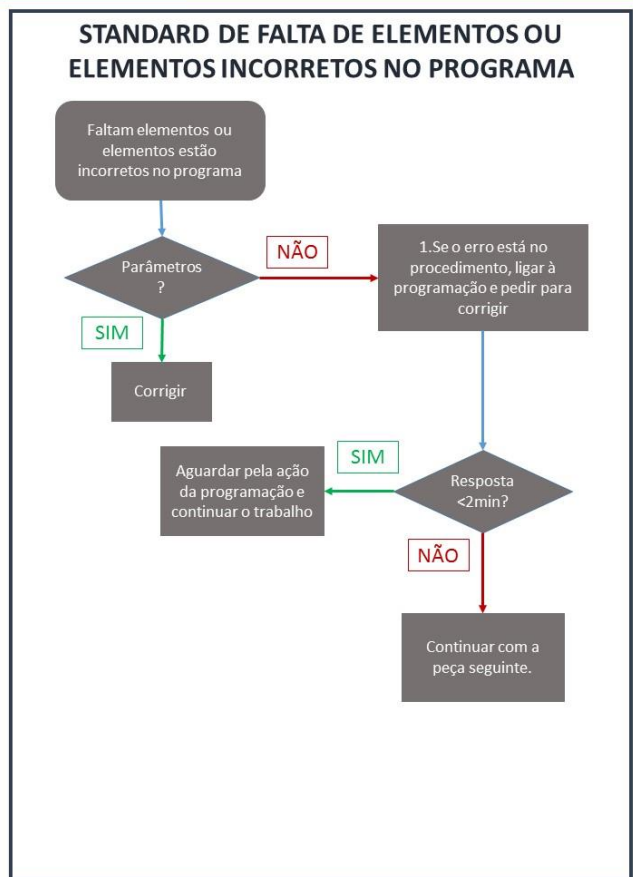 STANDARD DE FALTA DE ELEMENTOS OU
ELEMENTOS INCORRETOS NO PROGRAMA
Faltam elementos ou
elementos estão
incorretos no programa
Parâmetros
?
NÃO
1.Se o erro está no
procedimento, ligar à
programação e pedir para
corrigir
SIM
Corrigir
Resposta
<2min?
SIM
Aguardar pela ação
da programação e
continuar o trabalho
NÃO
Continuar com a
peça seguinte.